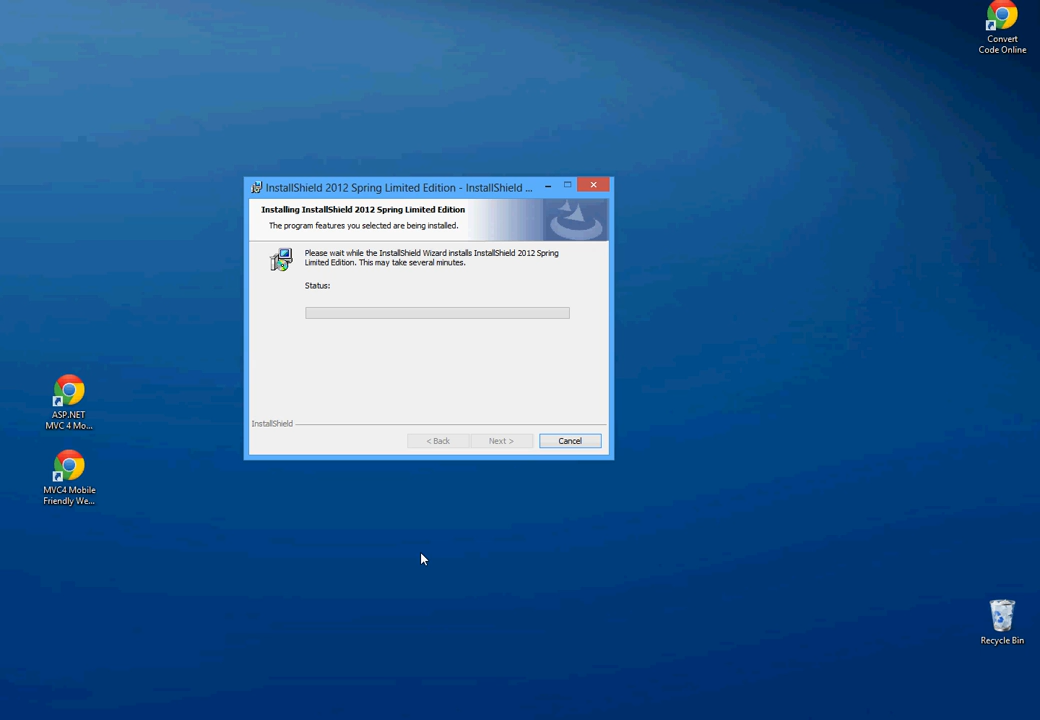 Convert
Code Online
InstallShield 2012 Spring Limited Edition - InstallShield ...
Installing InstallShield 2012 Spring Limited Edition
The program features you selected are being installed.
Please wait while the InstallShield Wizard installs InstallShield 2012 Spring
Limited Edition. This may take several minutes.
Status:
ASP.NET
MVC 4 Mo...
InstallShield
< Back
Next >
Cancel
MVC4 Mobile
Friendly We...
Recycle Bin